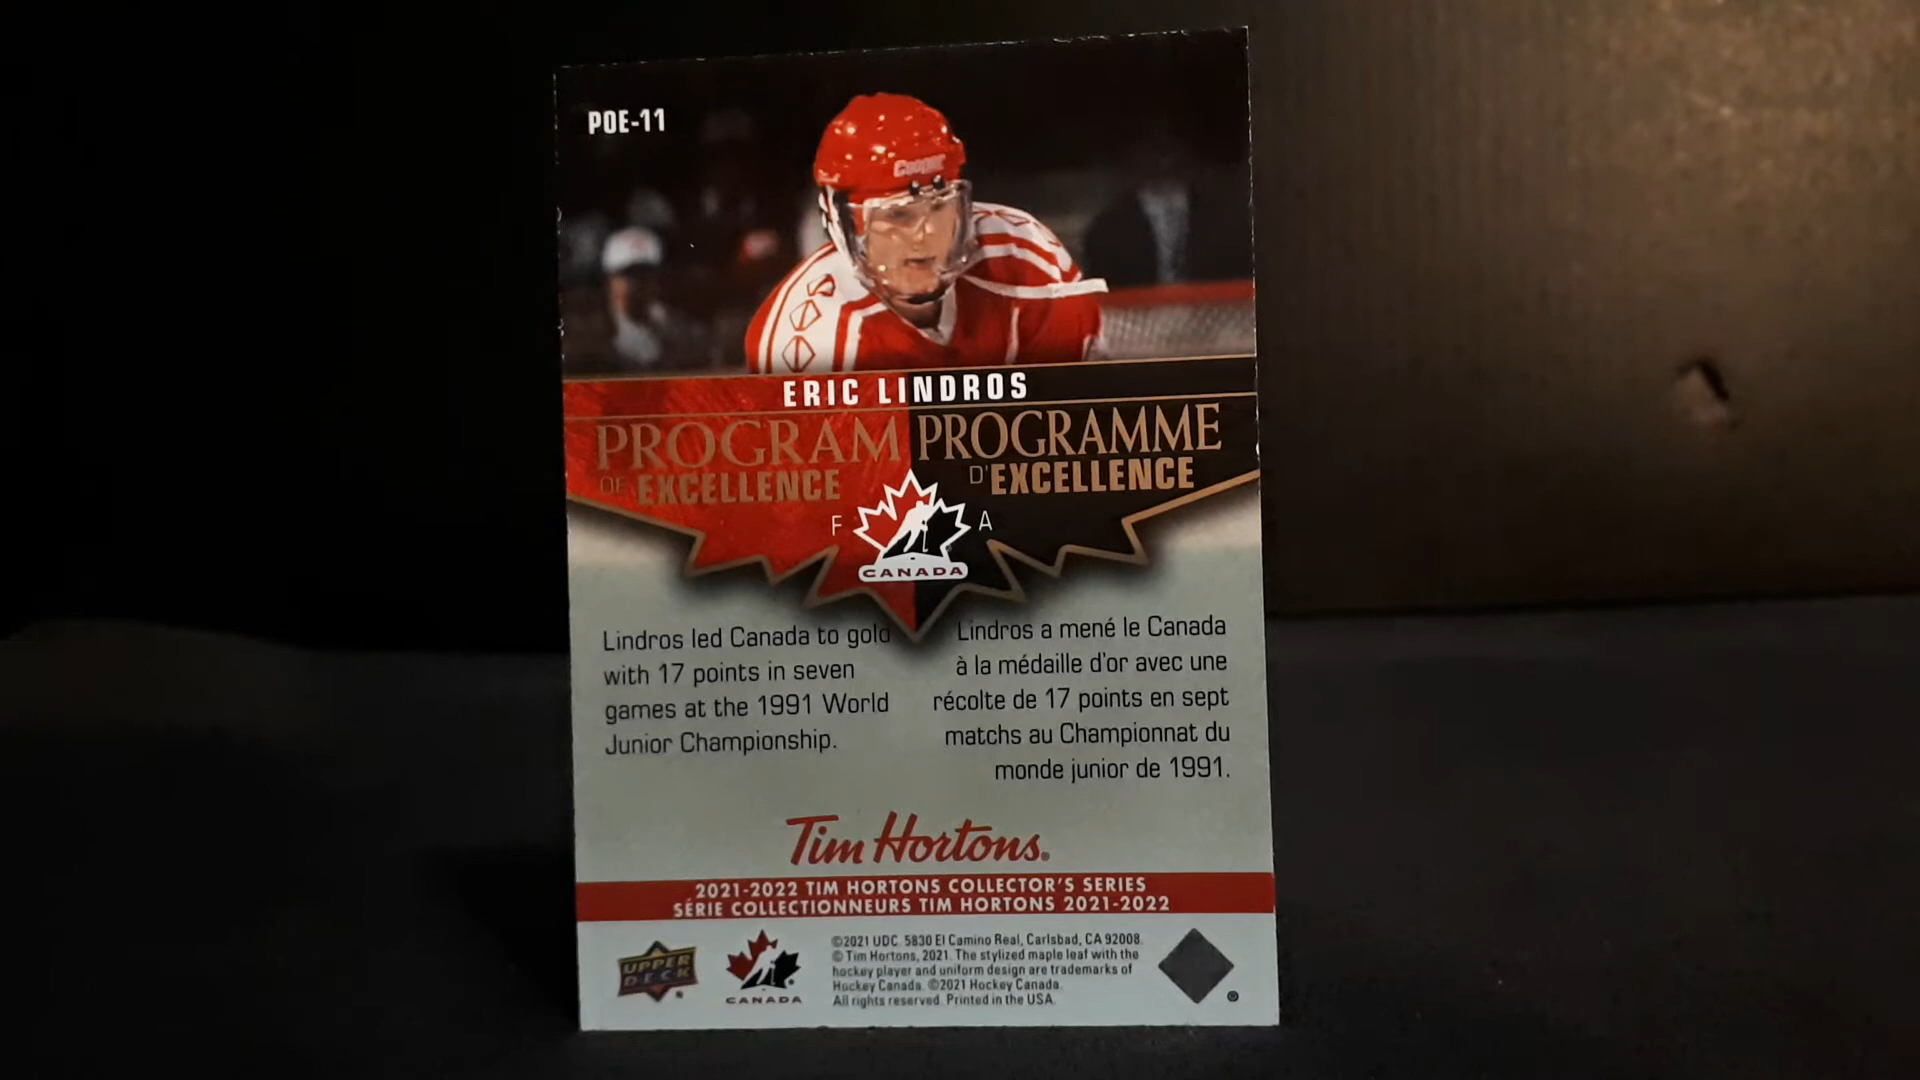 POE-11
Cooper
ERIC LINDROS
PROGRAM
OF EXCELLENCE
PROGRAMME
D'EXCELLENCE
F A
CANADA
Lindros led Canada to gold
with 17 points in seven
games at the 1991 World
Junior Championship.
Lindros a mené le Canada
à la médaille d'or avec une
récolte de 17 points en sept
matchs au Championnat du
monde junior de 1991.
Tim Hortons®
2021-2022 TIM HORTONS COLLECTOR'S SERIES
SÉRIE COLLECTIONNEURS TIM HORTONS 2021-2022
UPPER
DECK
CANADA
©2021 UDC. 5830 El Camino Real, Carlsbad, CA 92008.
© Tim Hortons, 2021. The stylized maple leaf with the
hockey player and uniform design are trademarks of
Hockey Canada. ©2021 Hockey Canada.
All rights reserved. Printed in the USA.